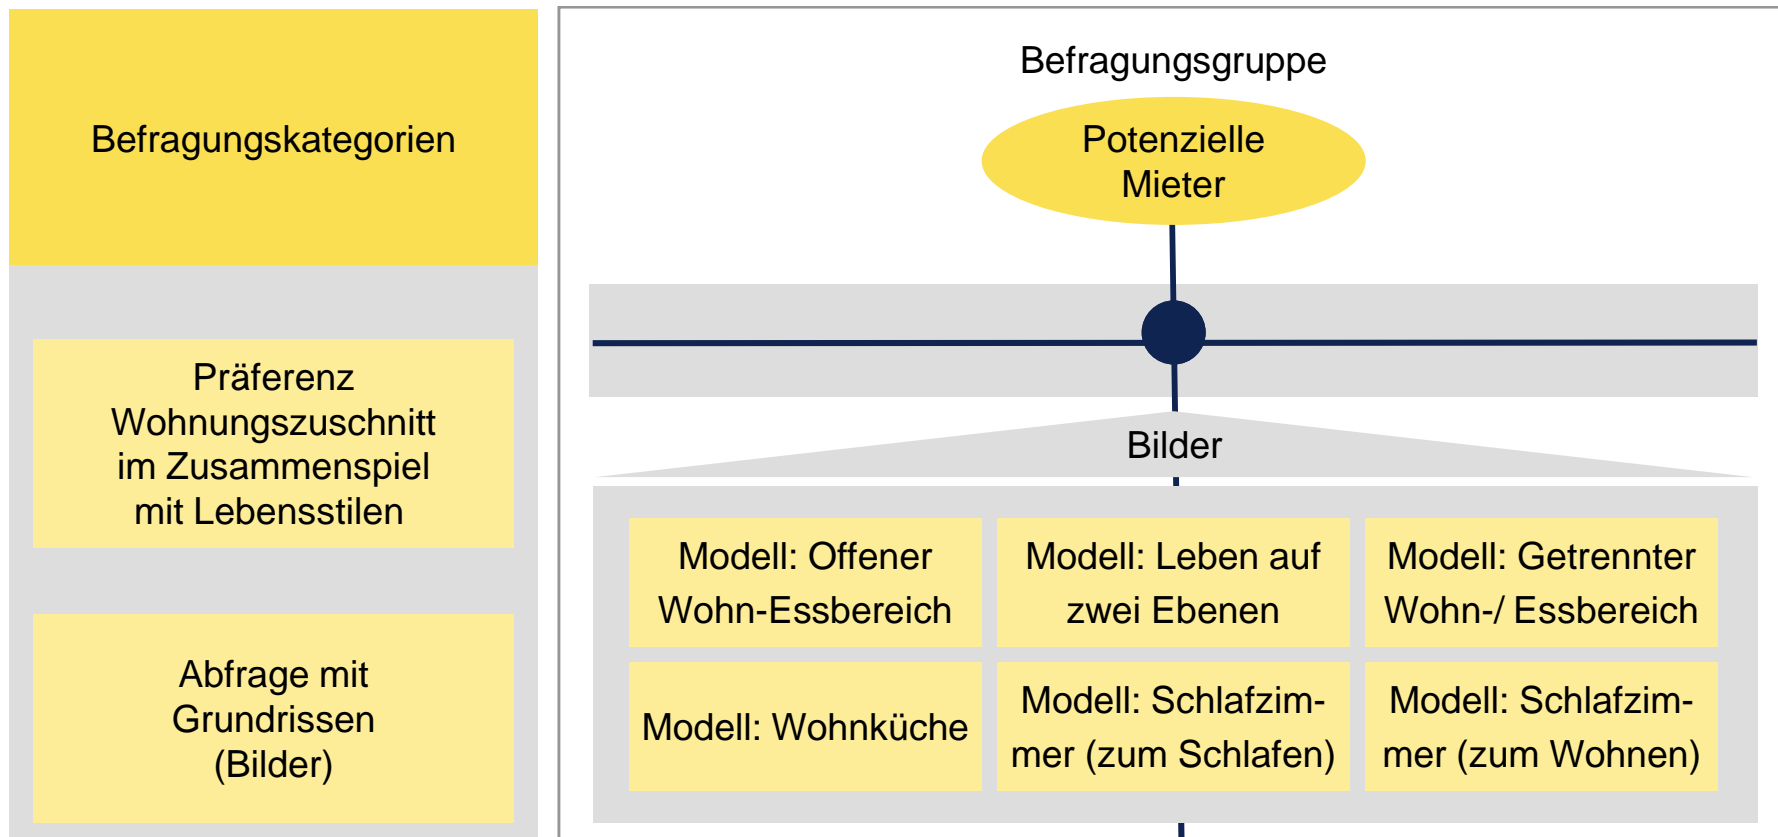 Befragungskategorien
Präferenz
Wohnungszuschnitt
im Zusammenspiel
mit Lebensstilen
Abfrage mit
Grundrissen
(Bilder)
Befragungsgruppe
Potenzielle
Mieter
Bilder
Modell: Offener
Wohn-Essbereich
Modell: Leben auf
zwei Ebenen
Modell: Getrennter
Wohn-/ Essbereich
Modell: Wohnküche
Modell: Schlafzim-
mer (zum Schlafen)
Modell: Schlafzim-
mer (zum Wohnen)